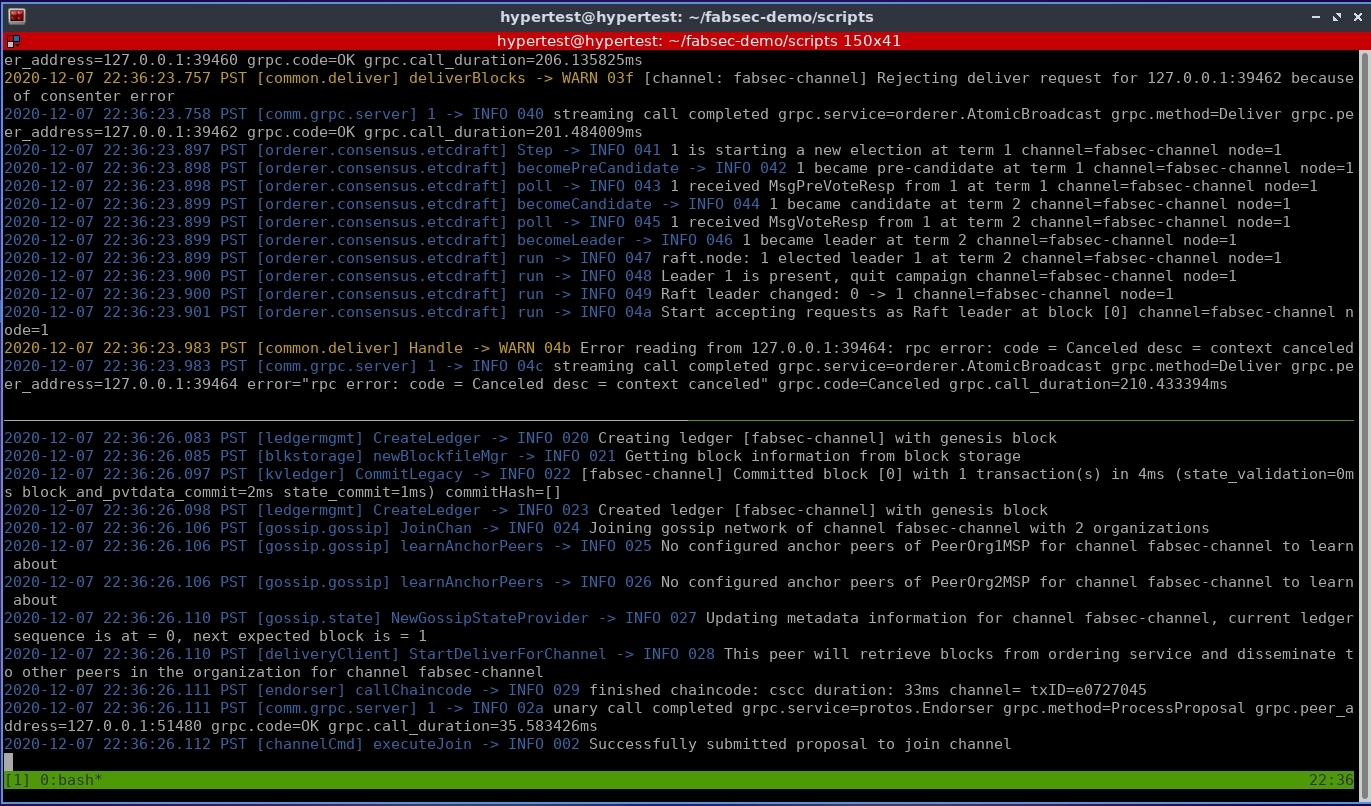 hypertest@hypertest: ~/fabsec-demo/scripts
hypertest@hypertest: ~/fabsec-demo/scripts 150x41
er_address=127.0.0.1:39460 grpc.code=OK grpc.call_duration=206.135825ms
2020-12-07 22:36:23.757 PST [common.deliver] deliverBlocks -> WARN 03f [channel: fabsec-channel] Rejecting deliver request for 127.0.0.1:39462 because
of consenter error
2020-12-07 22:36:23.758 PST [comm.grpc.server] 1 -> INFO 040 streaming call completed grpc.service=orderer.AtomicBroadcast grpc.method=Deliver grpc.pe
er_address=127.0.0.1:39462 grpc.code=OK grpc.call_duration=201.484009ms
2020-12-07 22:36:23.897 PST [orderer.consensus.etcdraft] Step -> INFO 041 1 is starting a new election at term 1 channel=fabsec-channel node=1
2020-12-07 22:36:23.898 PST [orderer.consensus.etcdraft] becomePreCandidate -> INFO 042 1 became pre-candidate at term 1 channel=fabsec-channel node=1
2020-12-07 22:36:23.898 PST [orderer.consensus.etcdraft] poll -> INFO 043 1 received MsgPreVoteResp from 1 at term 1 channel=fabsec-channel node=1
2020-12-07 22:36:23.899 PST [orderer.consensus.etcdraft] becomeCandidate -> INFO 044 1 became candidate at term 2 channel=fabsec-channel node=1
2020-12-07 22:36:23.899 PST [orderer.consensus.etcdraft] poll -> INFO 045 1 received MsgVoteResp from 1 at term 2 channel=fabsec-channel node=1
2020-12-07 22:36:23.899 PST [orderer.consensus.etcdraft] becomeLeader -> INFO 046 1 became leader at term 2 channel=fabsec-channel node=1
2020-12-07 22:36:23.899 PST [orderer.consensus.etcdraft] run -> INFO 047 raft.node: 1 elected leader 1 at term 2 channel=fabsec-channel node=1
2020-12-07 22:36:23.900 PST [orderer.consensus.etcdraft] run -> INFO 048 Leader 1 is present, quit campaign channel=fabsec-channel node=1
2020-12-07 22:36:23.900 PST [orderer.consensus.etcdraft] run -> INFO 049 Raft leader changed: 0 -> 1 channel=fabsec-channel node=1
2020-12-07 22:36:23.901 PST [orderer.consensus.etcdraft] run -> INFO 04a Start accepting requests as Raft leader at block [0] channel=fabsec-channel n
ode=1
2020-12-07 22:36:23.983 PST [common.deliver] Handle -> WARN 04b Error reading from 127.0.0.1:39464: rpc error: code = Canceled desc = context canceled
2020-12-07 22:36:23.983 PST [comm.grpc.server] 1 -> INFO 04c streaming call completed grpc.service=orderer.AtomicBroadcast grpc.method=Deliver grpc.pe
er_address=127.0.0.1:39464 error="rpc error: code = Canceled desc = context canceled" grpc.code=Canceled grpc.call_duration=210.433394ms
2020-12-07 22:36:26.083 PST [ledgermgmt] CreateLedger -> INFO 020 Creating ledger [fabsec-channel] with genesis block
2020-12-07 22:36:26.085 PST [blkstorage] newBlockfileMgr -> INFO 021 Getting block information from block storage
2020-12-07 22:36:26.097 PST [kvledger] CommitLegacy -> INFO 022 [fabsec-channel] Committed block [0] with 1 transaction(s) in 4ms (state_validation=0m
s block_and_pvtdata_commit=2ms state_commit=1ms) commitHash=[]
2020-12-07 22:36:26.098 PST [ledgermgmt] CreateLedger -> INFO 023 Created ledger [fabsec-channel] with genesis block
2020-12-07 22:36:26.106 PST [gossip.gossip] JoinChan -> INFO 024 Joining gossip network of channel fabsec-channel with 2 organizations
2020-12-07 22:36:26.106 PST [gossip.gossip] learnAnchorPeers -> INFO 025 No configured anchor peers of PeerOrg1MSP for channel fabsec-channel to learn
about
2020-12-07 22:36:26.106 PST [gossip.gossip] learnAnchorPeers -> INFO 026 No configured anchor peers of PeerOrg2MSP for channel fabsec-channel to learn
about
2020-12-07 22:36:26.110 PST [gossip.state] NewGossipStateProvider -> INFO 027 Updating metadata information for channel fabsec-channel, current ledger
sequence is at = 0, next expected block is = 1
2020-12-07 22:36:26.110 PST [deliveryClient] StartDeliverForChannel -> INFO 028 This peer will retrieve blocks from ordering service and disseminate t
o other peers in the organization for channel fabsec-channel
2020-12-07 22:36:26.111 PST [endorser] callChaincode -> INFO 029 finished chaincode: cscc duration: 33ms channel= txID=e0727045
2020-12-07 22:36:26.111 PST [comm.grpc.server] 1 -> INFO 02a unary call completed grpc.service=protos.Endorser grpc.method=ProcessProposal grpc.peer_a
ddress=127.0.0.1:51480 grpc.code=OK grpc.call_duration=35.583426ms
2020-12-07 22:36:26.112 PST [channelCmd] executeJoin -> INFO 002 Successfully submitted proposal to join channel
[1] 0:bash* 22:36